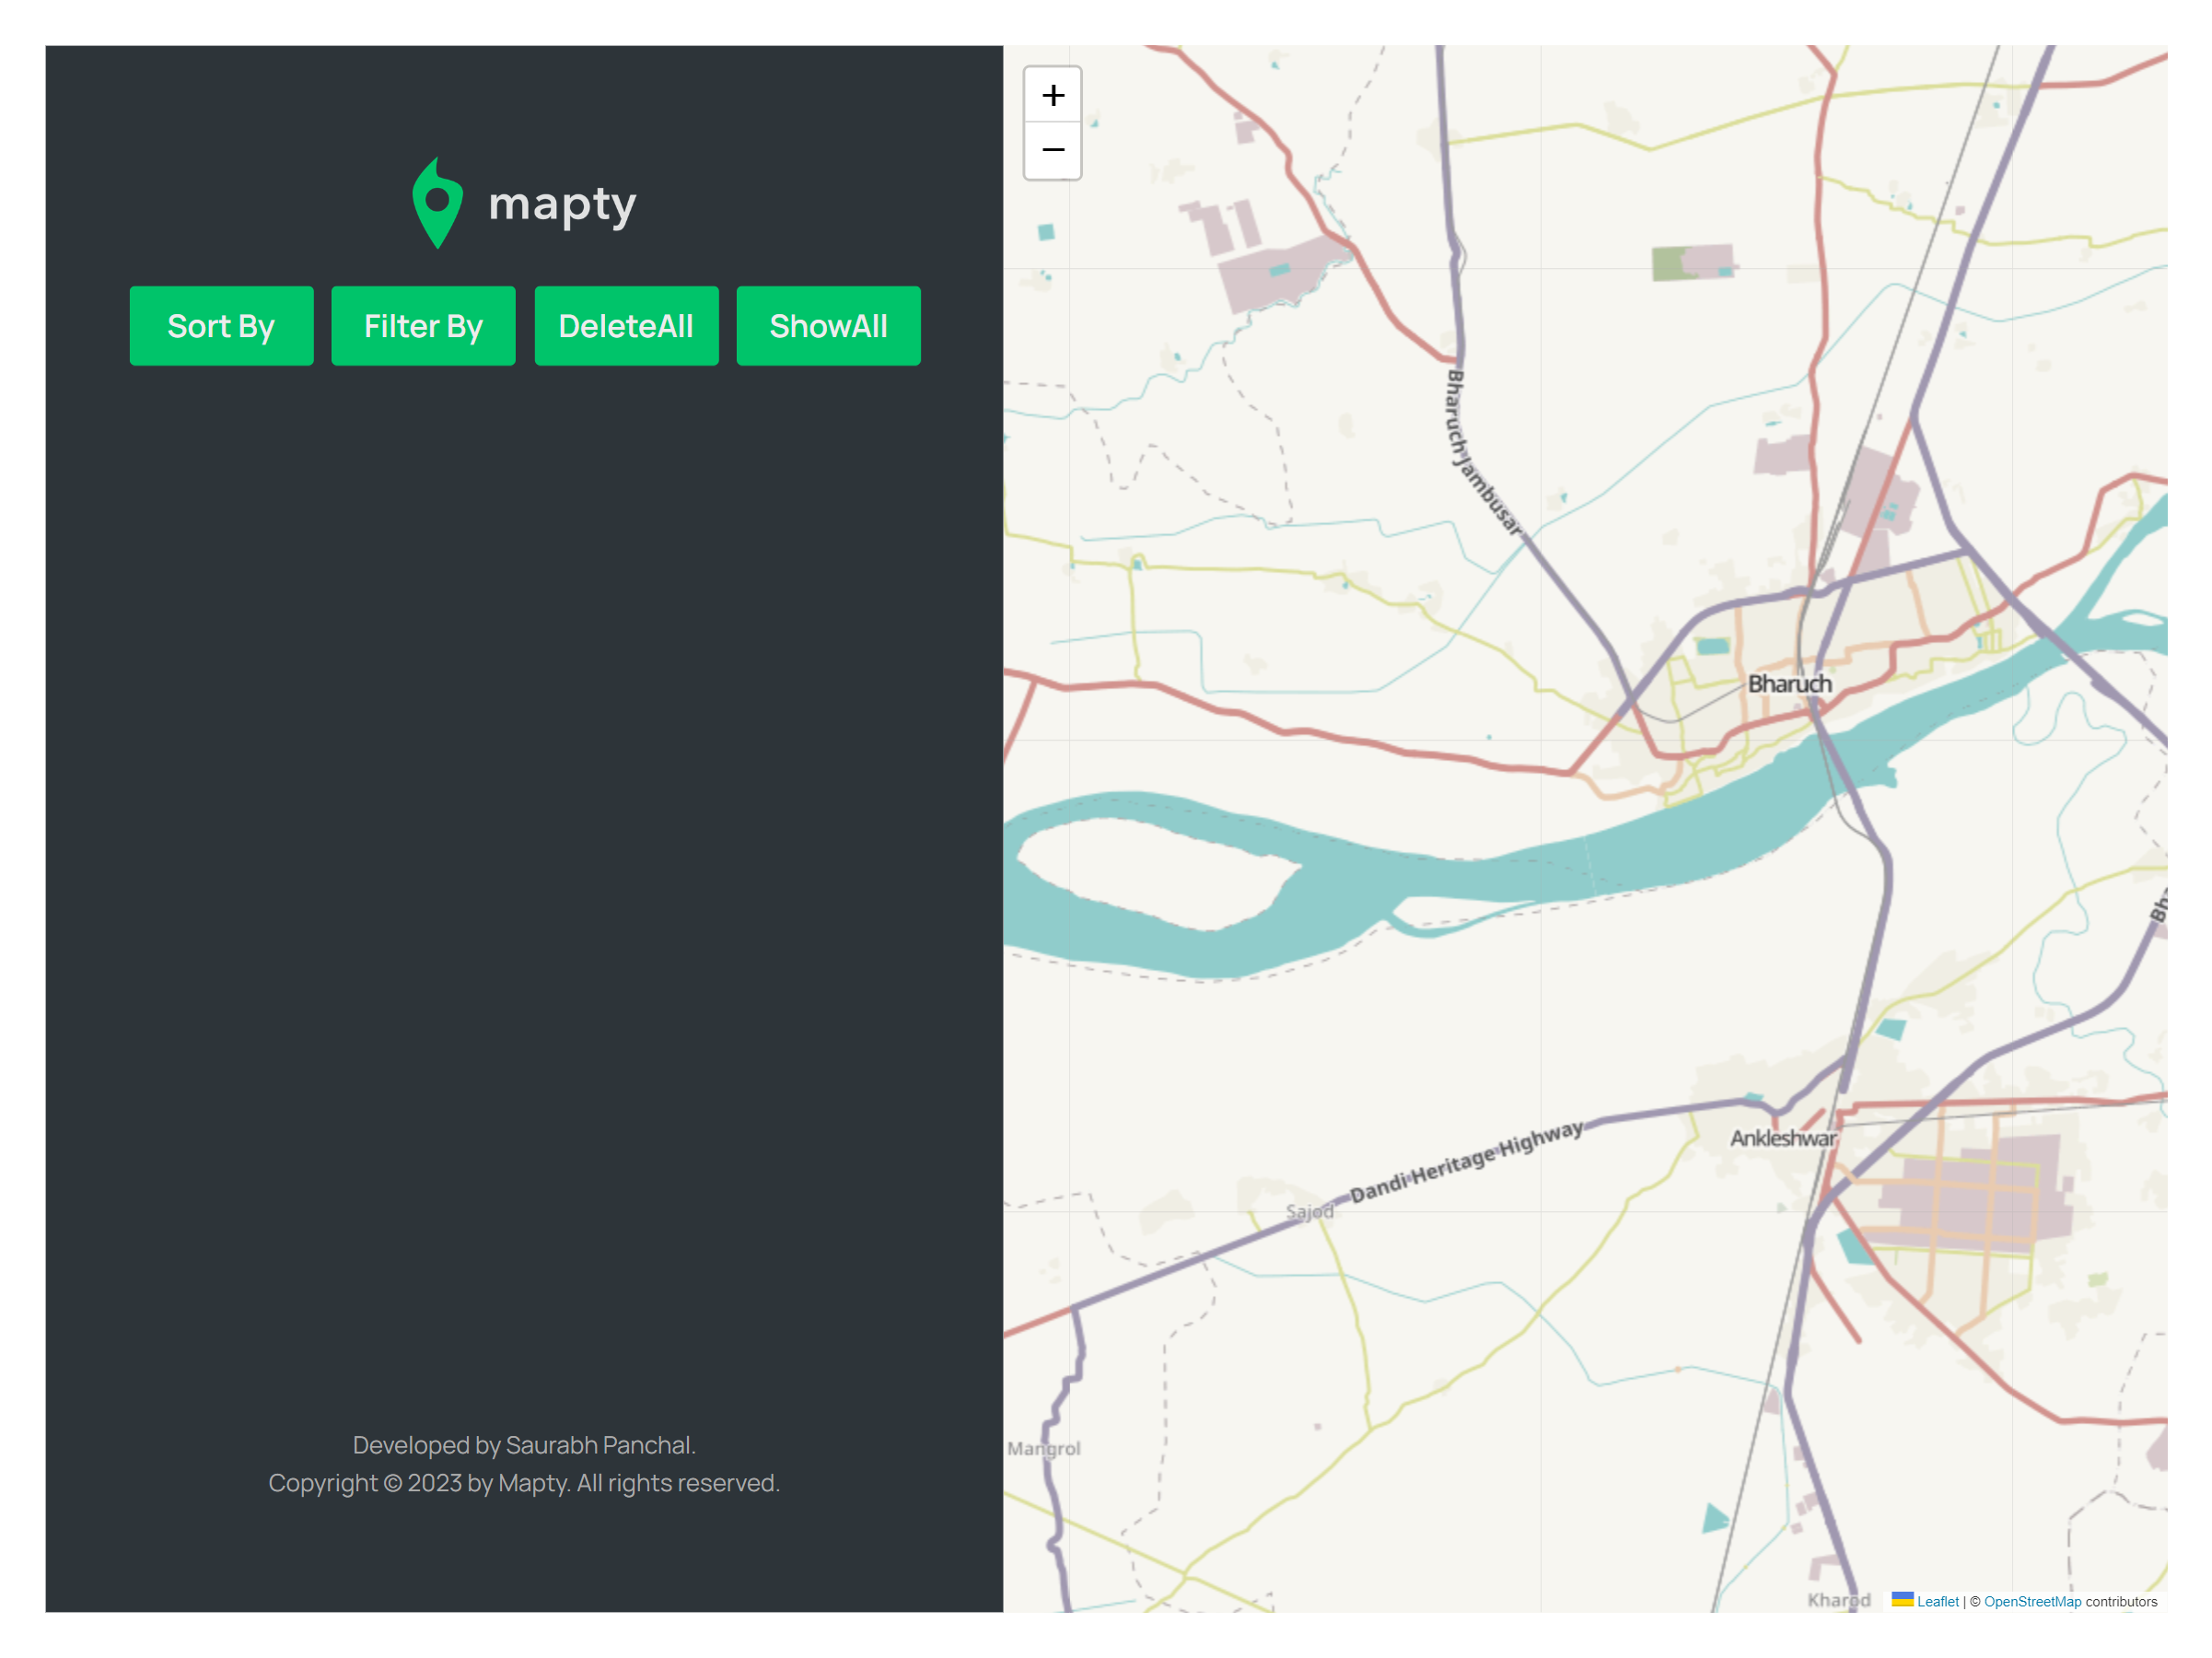 mapty
Sort By
Filter By
DeleteAll
ShowAll
Developed by Saurabh Panchal.
Copyright © 2023 by Mapty. All rights reserved.
+
−
Bharuch-Jambusar
Bharuch
Ankleshwar
Dandi Heritage Highway
Sajod
Mangrol
Kharod
Leaflet | © OpenStreetMap contributors